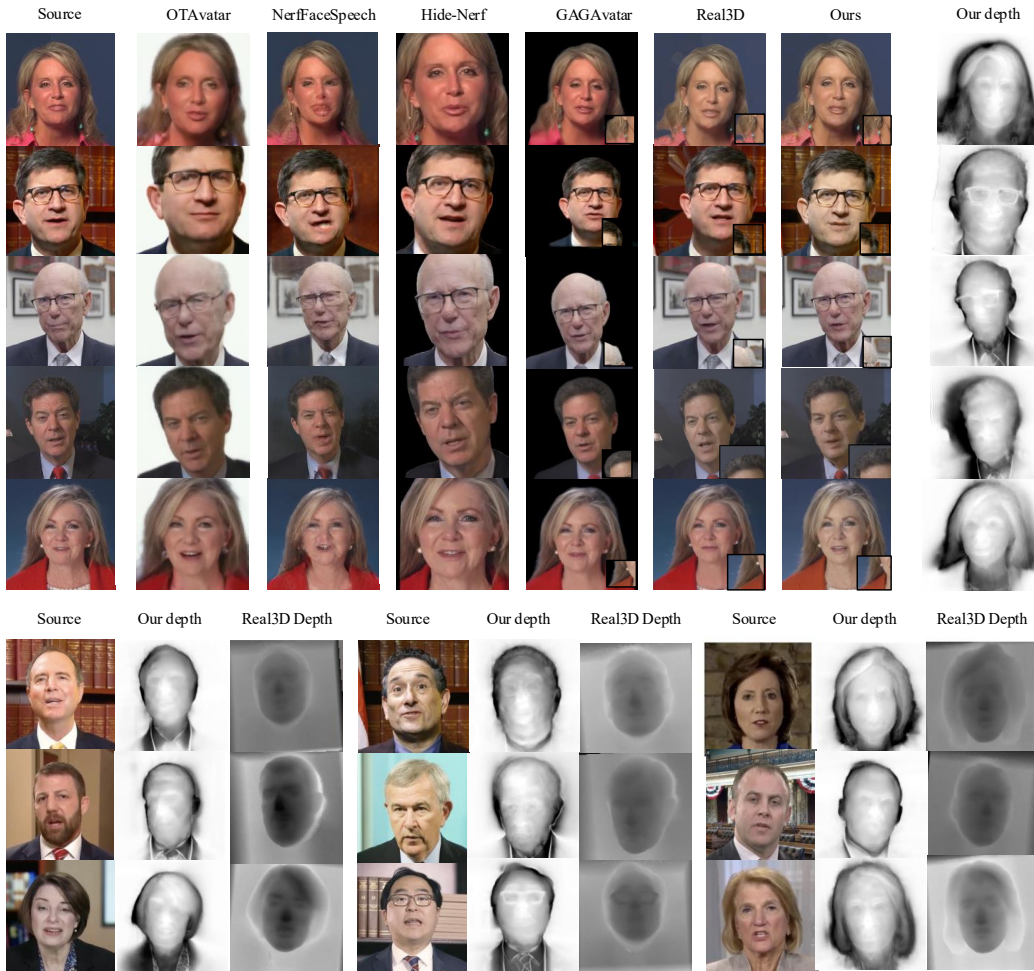 Source OTAvatar NerfFaceSpeech Hide-Nerf GAGAvatar Real3D Ours Our depth
Source Our depth Real3D Depth Source Our depth Real3D Depth Source Our depth Real3D Depth